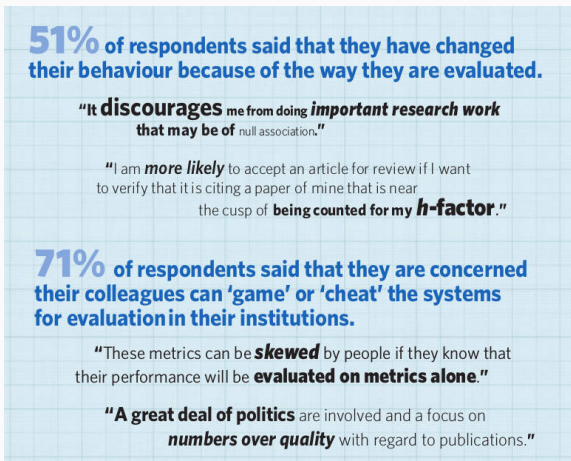 51% of respondents said that they have changed
their behaviour because of the way they are evaluated.
“It discourages me from doing important research work
that may be of null association.”
“I am more likely to accept an article for review if I want
to verify that it is citing a paper of mine that is near
the cusp of being counted for my h-factor.”
71% of respondents said that they are concerned
their colleagues can ‘game’ or ‘cheat’ the systems
for evaluation in their institutions.
“These metrics can be skewed by people if they know that
their performance will be evaluated on metrics alone.”
“A great deal of politics are involved and a focus on
numbers over quality with regard to publications.”